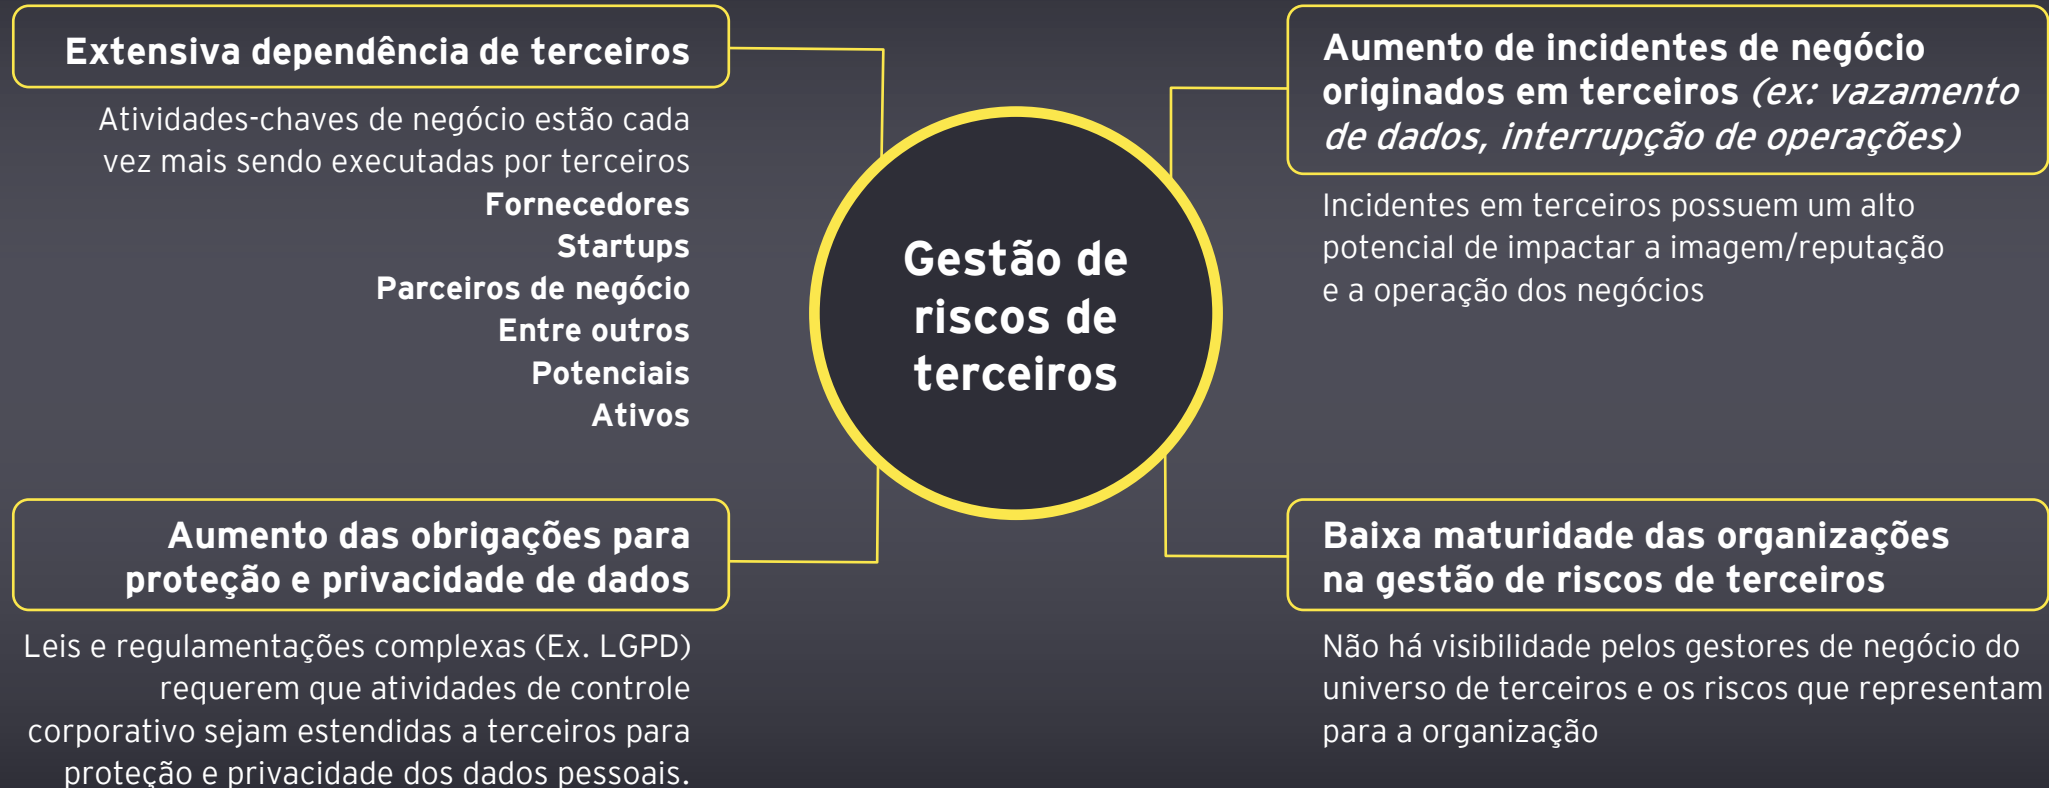 Extensiva dependência de terceiros
Atividades-chaves de negócio estão cada
vez mais sendo executadas por terceiros
Fornecedores
Startups
Parceiros de negócio
Entre outros
Potenciais
Ativos
Aumento de incidentes de negócio
originados em terceiros (ex: vazamento
de dados, interrupção de operações)
Incidentes em terceiros possuem um alto
potencial de impactar a imagem/reputação
e a operação dos negócios
Gestão de
riscos de
terceiros
Aumento das obrigações para
proteção e privacidade de dados
Leis e regulamentações complexas (Ex. LGPD)
requerem que atividades de controle
corporativo sejam estendidas a terceiros para
proteção e privacidade dos dados pessoais.
Baixa maturidade das organizações
na gestão de riscos de terceiros
Não há visibilidade pelos gestores de negócio do
universo de terceiros e os riscos que representam
para a organização